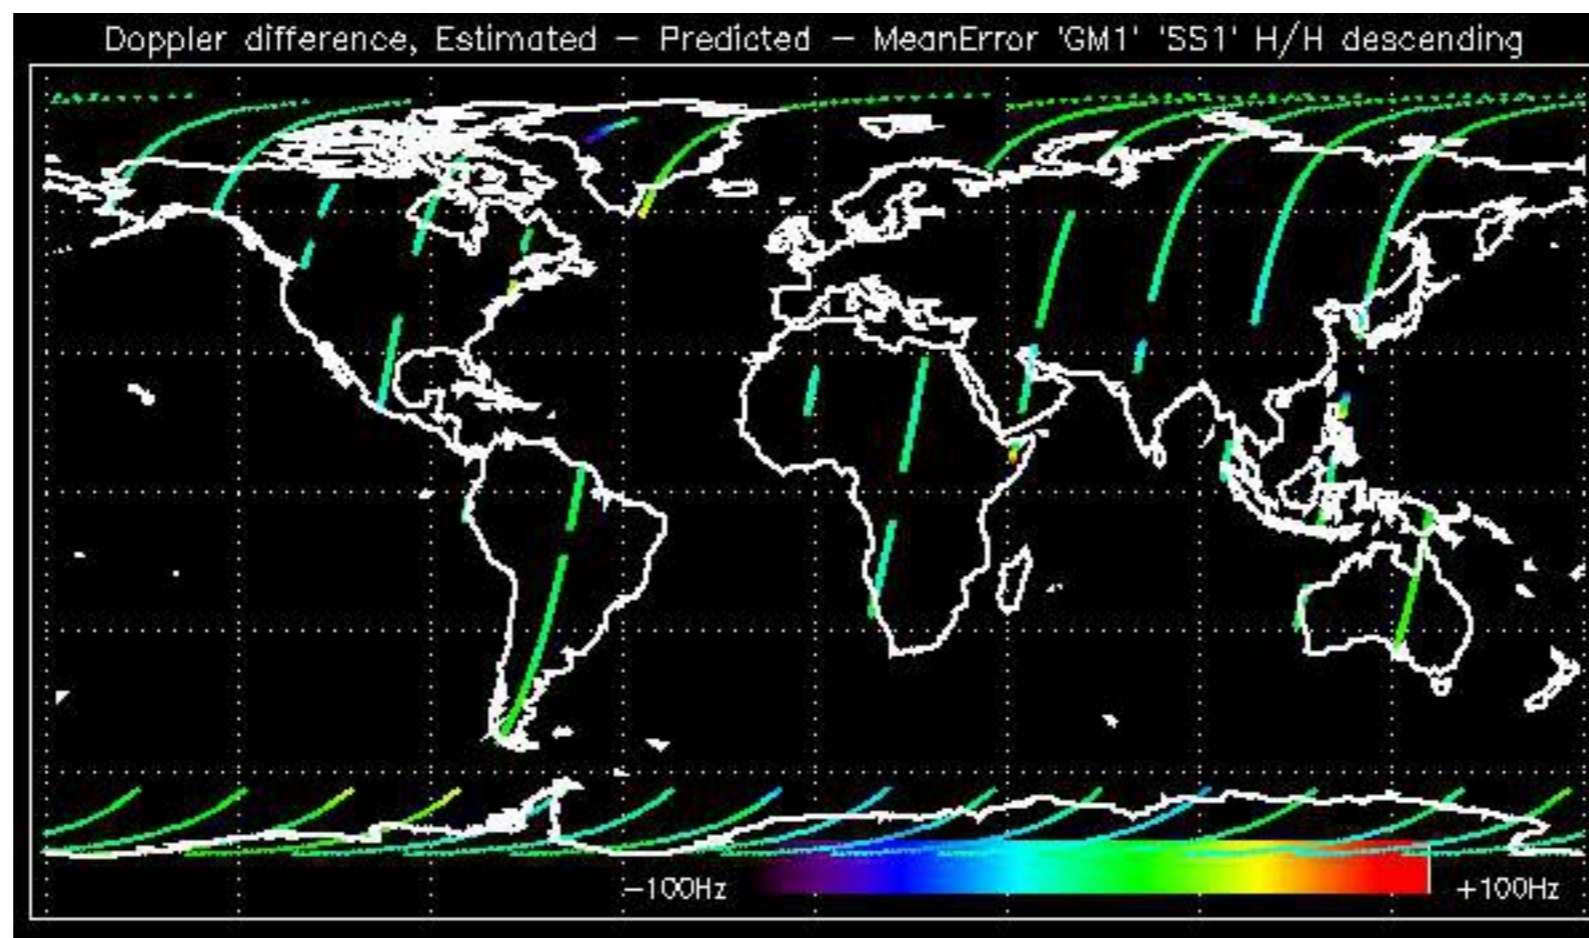 Doppler difference, Estimated − Predicted − MeanError 'GM1' 'SS1' H/H descending
−100Hz +100Hz